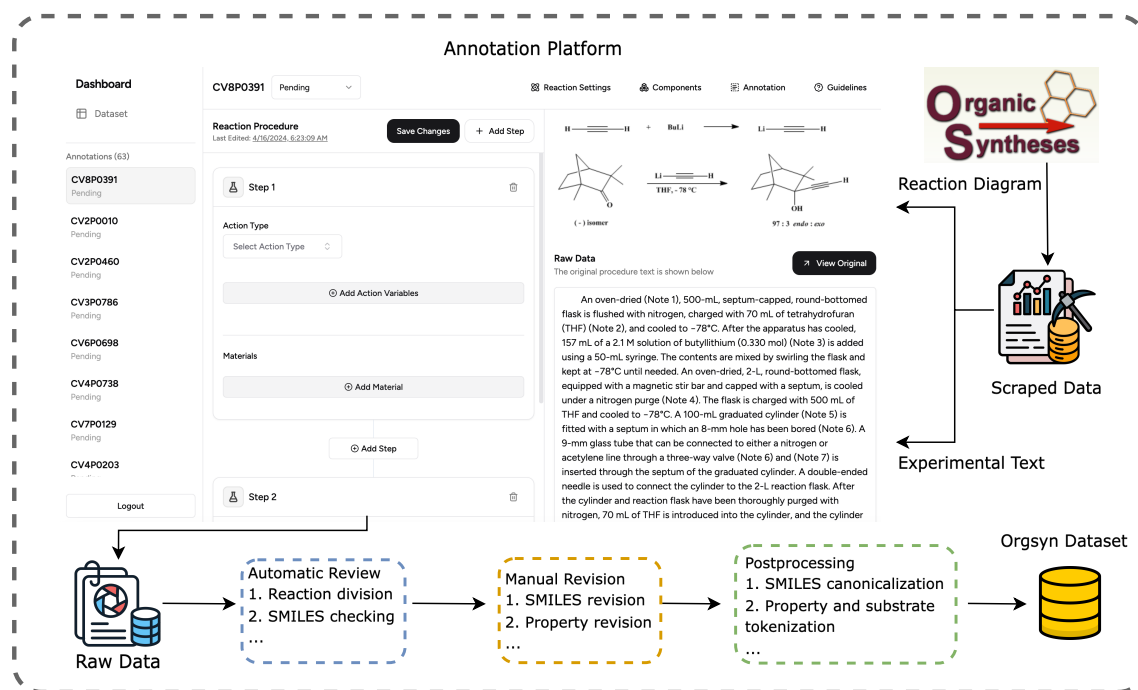 Annotation Platform
Dashboard
Dataset
Annotations (63)
CV8P0391
Pending
CV2P0010
Pending
CV2P0460
Pending
CV3P0786
Pending
CV6P0698
Pending
CV4P0738
Pending
CV7P0129
Pending
CV4P0203
Pending
Logout
CV8P0391
Pending
Reaction Settings
Components
Annotation
Guidelines
Reaction Procedure
Last Edited: 4/16/2024, 6:23:09 AM
Save Changes
+ Add Step
Step 1
Action Type
Select Action Type
Add Action Variables
Materials
Add Material
Add Step
Step 2
H H + BuLi Li H
Li H
THF, - 78 °C
O
H
OH
( - ) isomer
97 : 3 endo : exo
Raw Data
The original procedure text is shown below
View Original
An oven-dried (Note 1), 500-mL, septum-capped, round-bottomed
flask is flushed with nitrogen, charged with 70 mL of tetrahydrofuran
(THF) (Note 2), and cooled to −78°C. After the apparatus has cooled,
157 mL of a 2.1 M solution of butyllithium (0.330 mol) (Note 3) is added
using a 50-mL syringe. The contents are mixed by swirling the flask and
kept at −78°C until needed. An oven-dried, 2-L, round-bottomed flask,
equipped with a magnetic stir bar and capped with a septum, is cooled
under a nitrogen purge (Note 4). The flask is charged with 500 mL of
THF and cooled to −78°C. A 100-mL graduated cylinder (Note 5) is
fitted with a septum in which an 8-mm hole has been bored (Note 6). A
9-mm glass tube that can be connected to either a nitrogen or
acetylene line through a three-way valve (Note 6) and (Note 7) is
inserted through the septum of the graduated cylinder. A double-ended
needle is used to connect the cylinder to the 2-L reaction flask. After
the cylinder and reaction flask have been thoroughly purged with
nitrogen, 70 mL of THF is introduced into the cylinder, and the cylinder
Organic
Syntheses
Reaction Diagram
Scraped Data
Experimental Text
Raw Data
Automatic Review
1. Reaction division
2. SMILES checking
...
Manual Revision
1. SMILES revision
2. Property revision
...
Postprocessing
1. SMILES canonicalization
2. Property and substrate
tokenization
...
Orgsyn Dataset